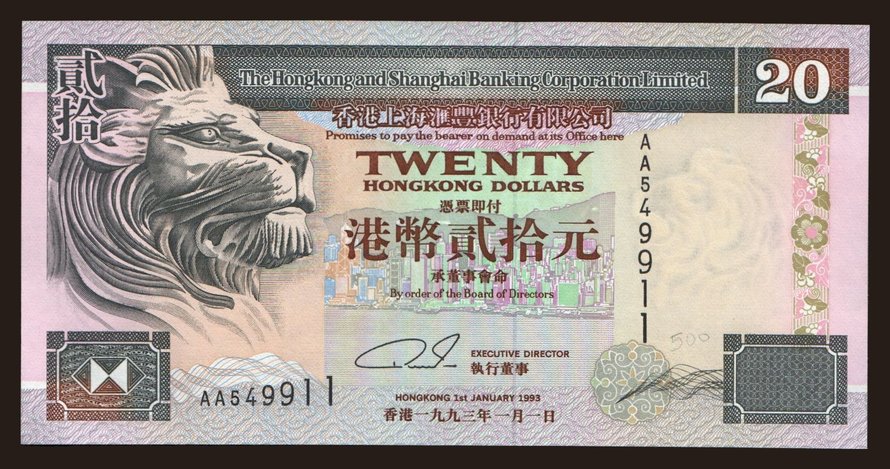 貳拾
The Hongkong and Shanghai Banking Corporation Limited
20
香港上海滙豐銀行有限公司
Promises to pay the bearer on demand at its Office here
TWENTY
HONGKONG DOLLARS
憑票即付
港幣貳拾元
承董事會命
By order of the Board of Directors
AA549911
500
EXECUTIVE DIRECTOR
執行董事
AA549911
HONGKONG 1st JANUARY 1993
香港一九九三年一月一日